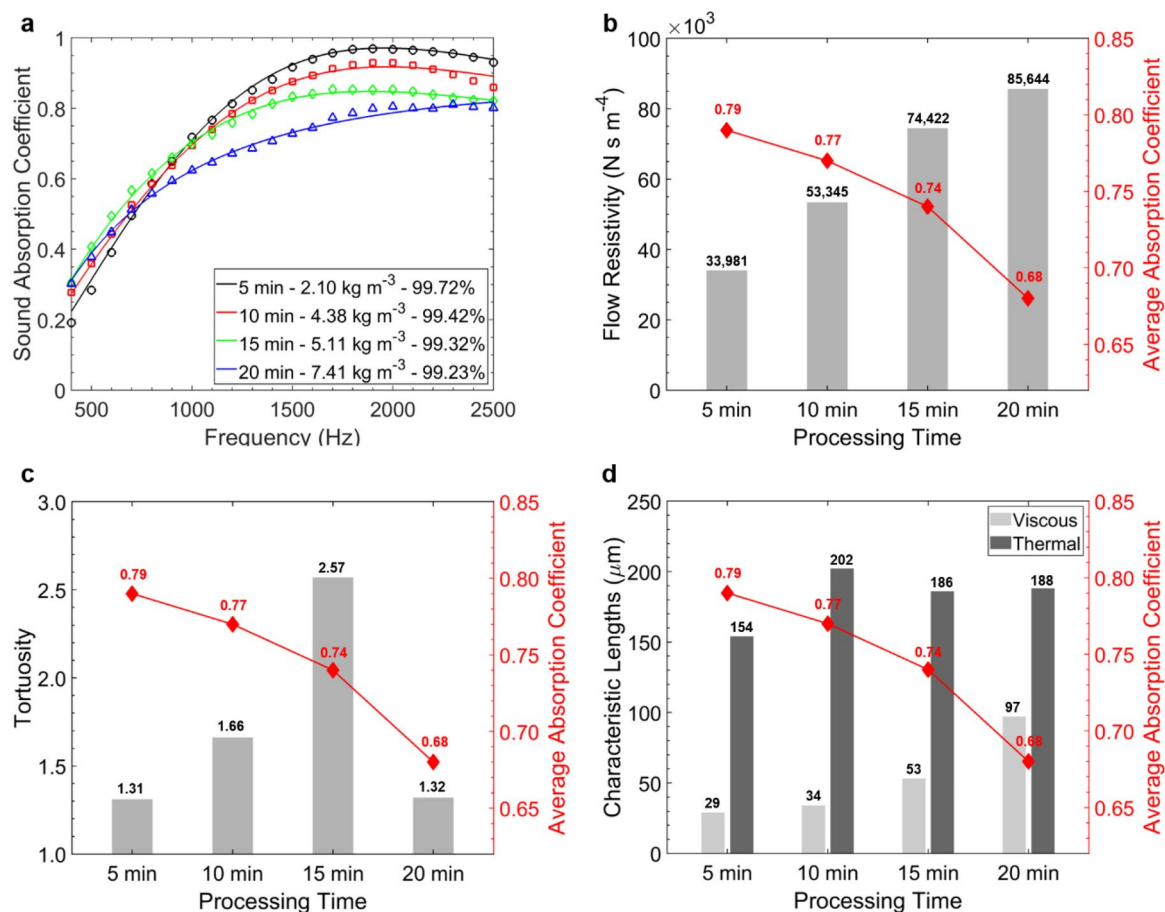 a
Sound Absorption Coefficient
1
0.8
0.6
0.4
0.2
0
500
1000
1500
2000
2500
Frequency (Hz)
5 min - 2.10 kg m-3 - 99.72%
10 min - 4.38 kg m-3 - 99.42%
15 min - 5.11 kg m-3 - 99.32%
20 min - 7.41 kg m-3 - 99.23%
b
×10³
Flow Resistivity (N s m-4)
100
80
60
40
20
0
0.79
0.77
0.74
0.68
33,981
53,345
74,422
85,644
5 min
10 min
15 min
20 min
Processing Time
0.85
0.80
0.75
0.70
0.65
Average Absorption Coefficient
c
Tortuosity
3.0
2.5
2.0
1.5
1.0
0.79
0.77
0.74
0.68
1.31
1.66
2.57
1.32
5 min
10 min
15 min
20 min
Processing Time
0.85
0.80
0.75
0.70
0.65
Average Absorption Coefficient
d
Characteristic Lengths (μm)
250
200
150
100
50
0
Viscous
Thermal
0.79
0.77
0.74
0.68
29
154
34
202
53
186
97
188
5 min
10 min
15 min
20 min
Processing Time
0.85
0.80
0.75
0.70
0.65
Average Absorption Coefficient